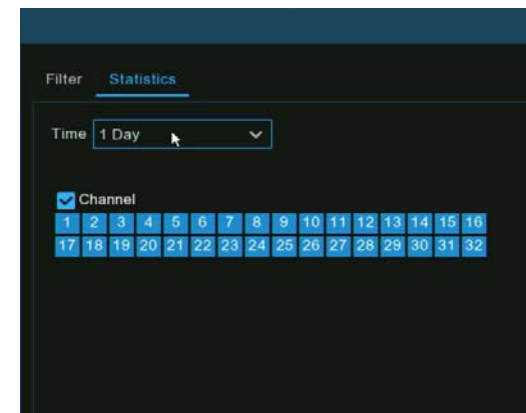 Filter Statistics
Time 1 Day
Channel
1 2 3 4 5 6 7 8 9 10 11 12 13 14 15 16
17 18 19 20 21 22 23 24 25 26 27 28 29 30 31 32